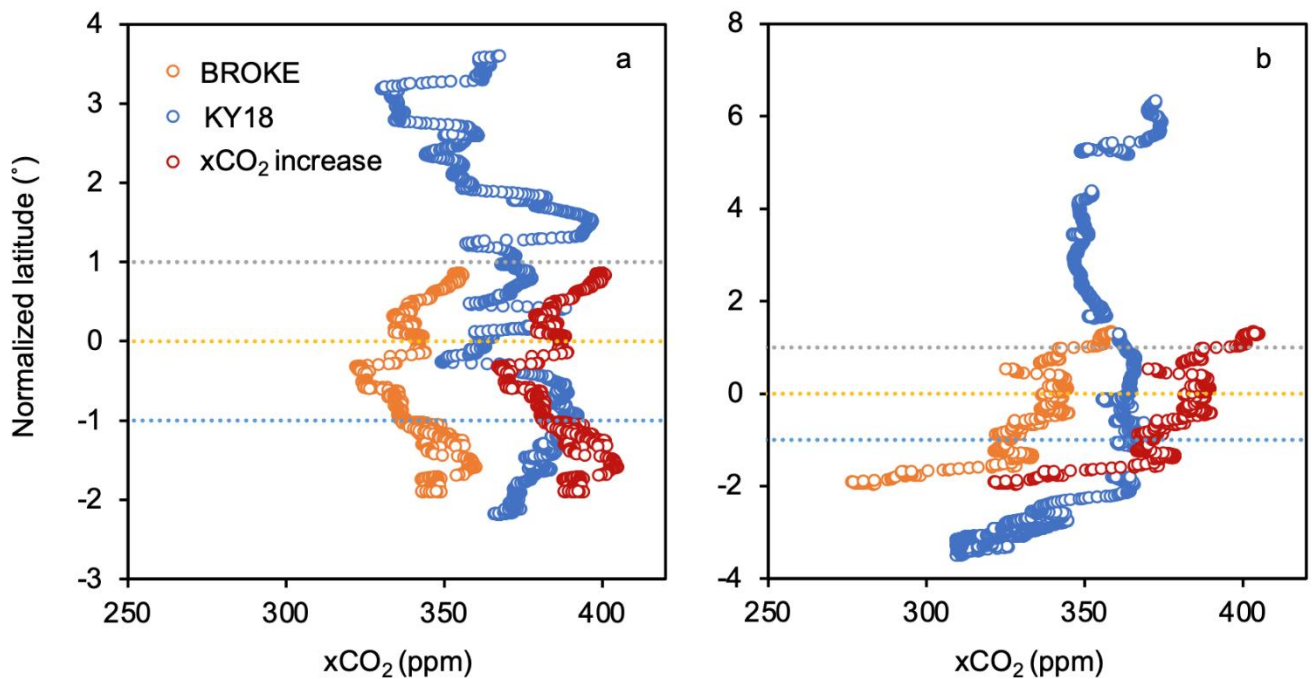 a
BROKE
KY18
xCO₂ increase
Normalized latitude (˚)
4
3
2
1
0
-1
-2
-3
250
300
350
400
xCO₂ (ppm)
b
8
6
4
2
0
-2
-4
250
300
350
400
xCO₂ (ppm)